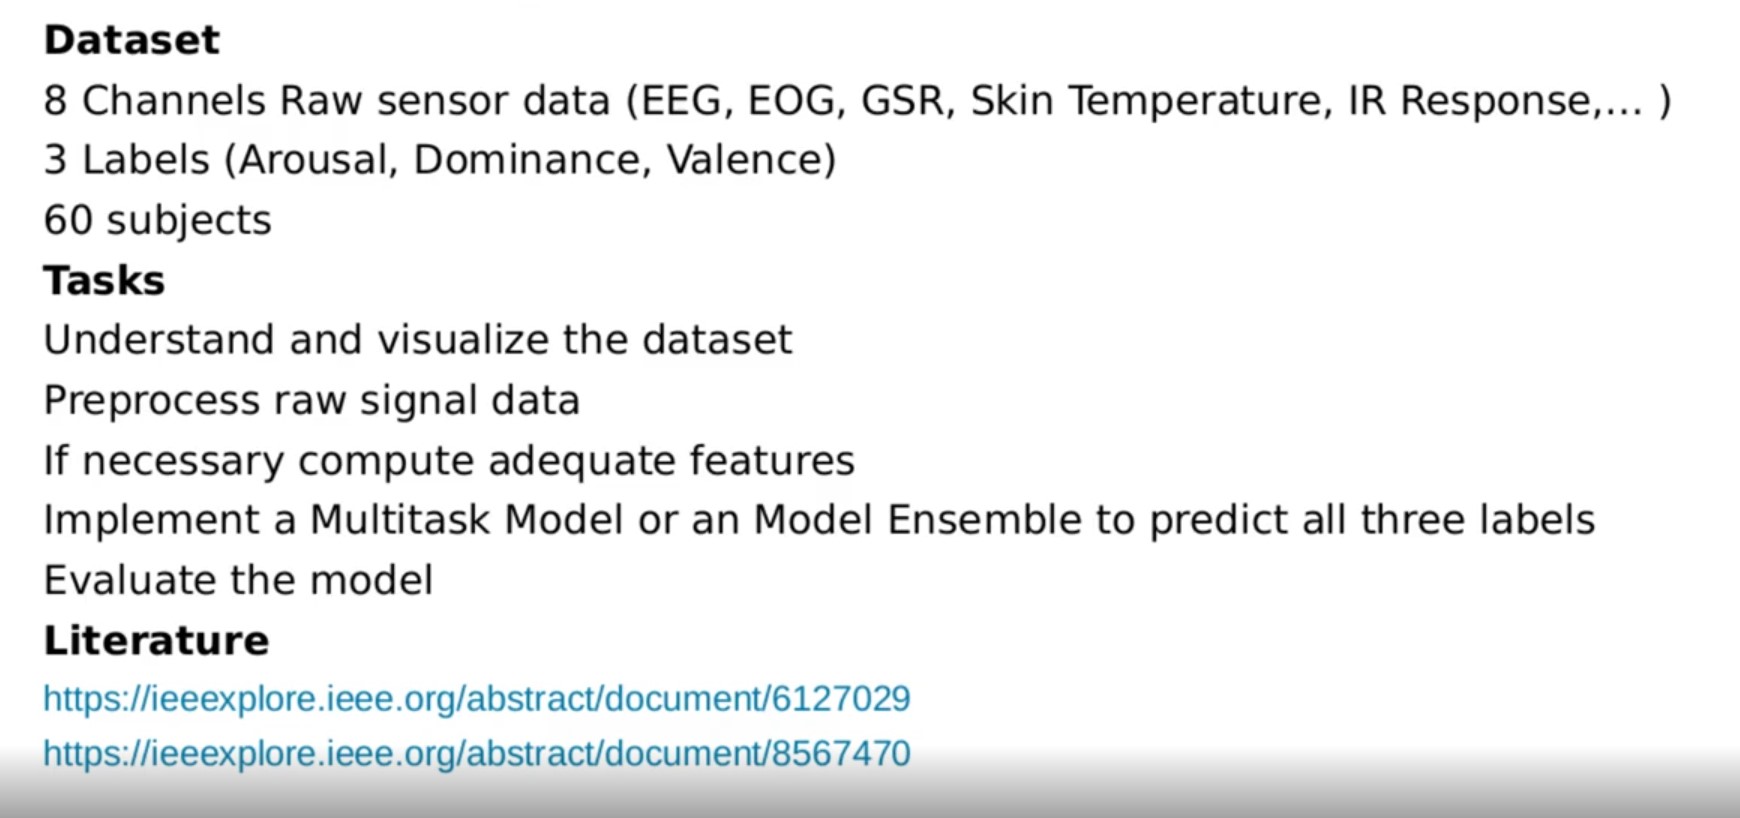 Dataset
8 Channels Raw sensor data (EEG, EOG, GSR, Skin Temperature, IR Response,... )
3 Labels (Arousal, Dominance, Valence)
60 subjects
Tasks
Understand and visualize the dataset
Preprocess raw signal data
If necessary compute adequate features
Implement a Multitask Model or an Model Ensemble to predict all three labels
Evaluate the model
Literature
https://ieeexplore.ieee.org/abstract/document/6127029
https://ieeexplore.ieee.org/abstract/document/8567470